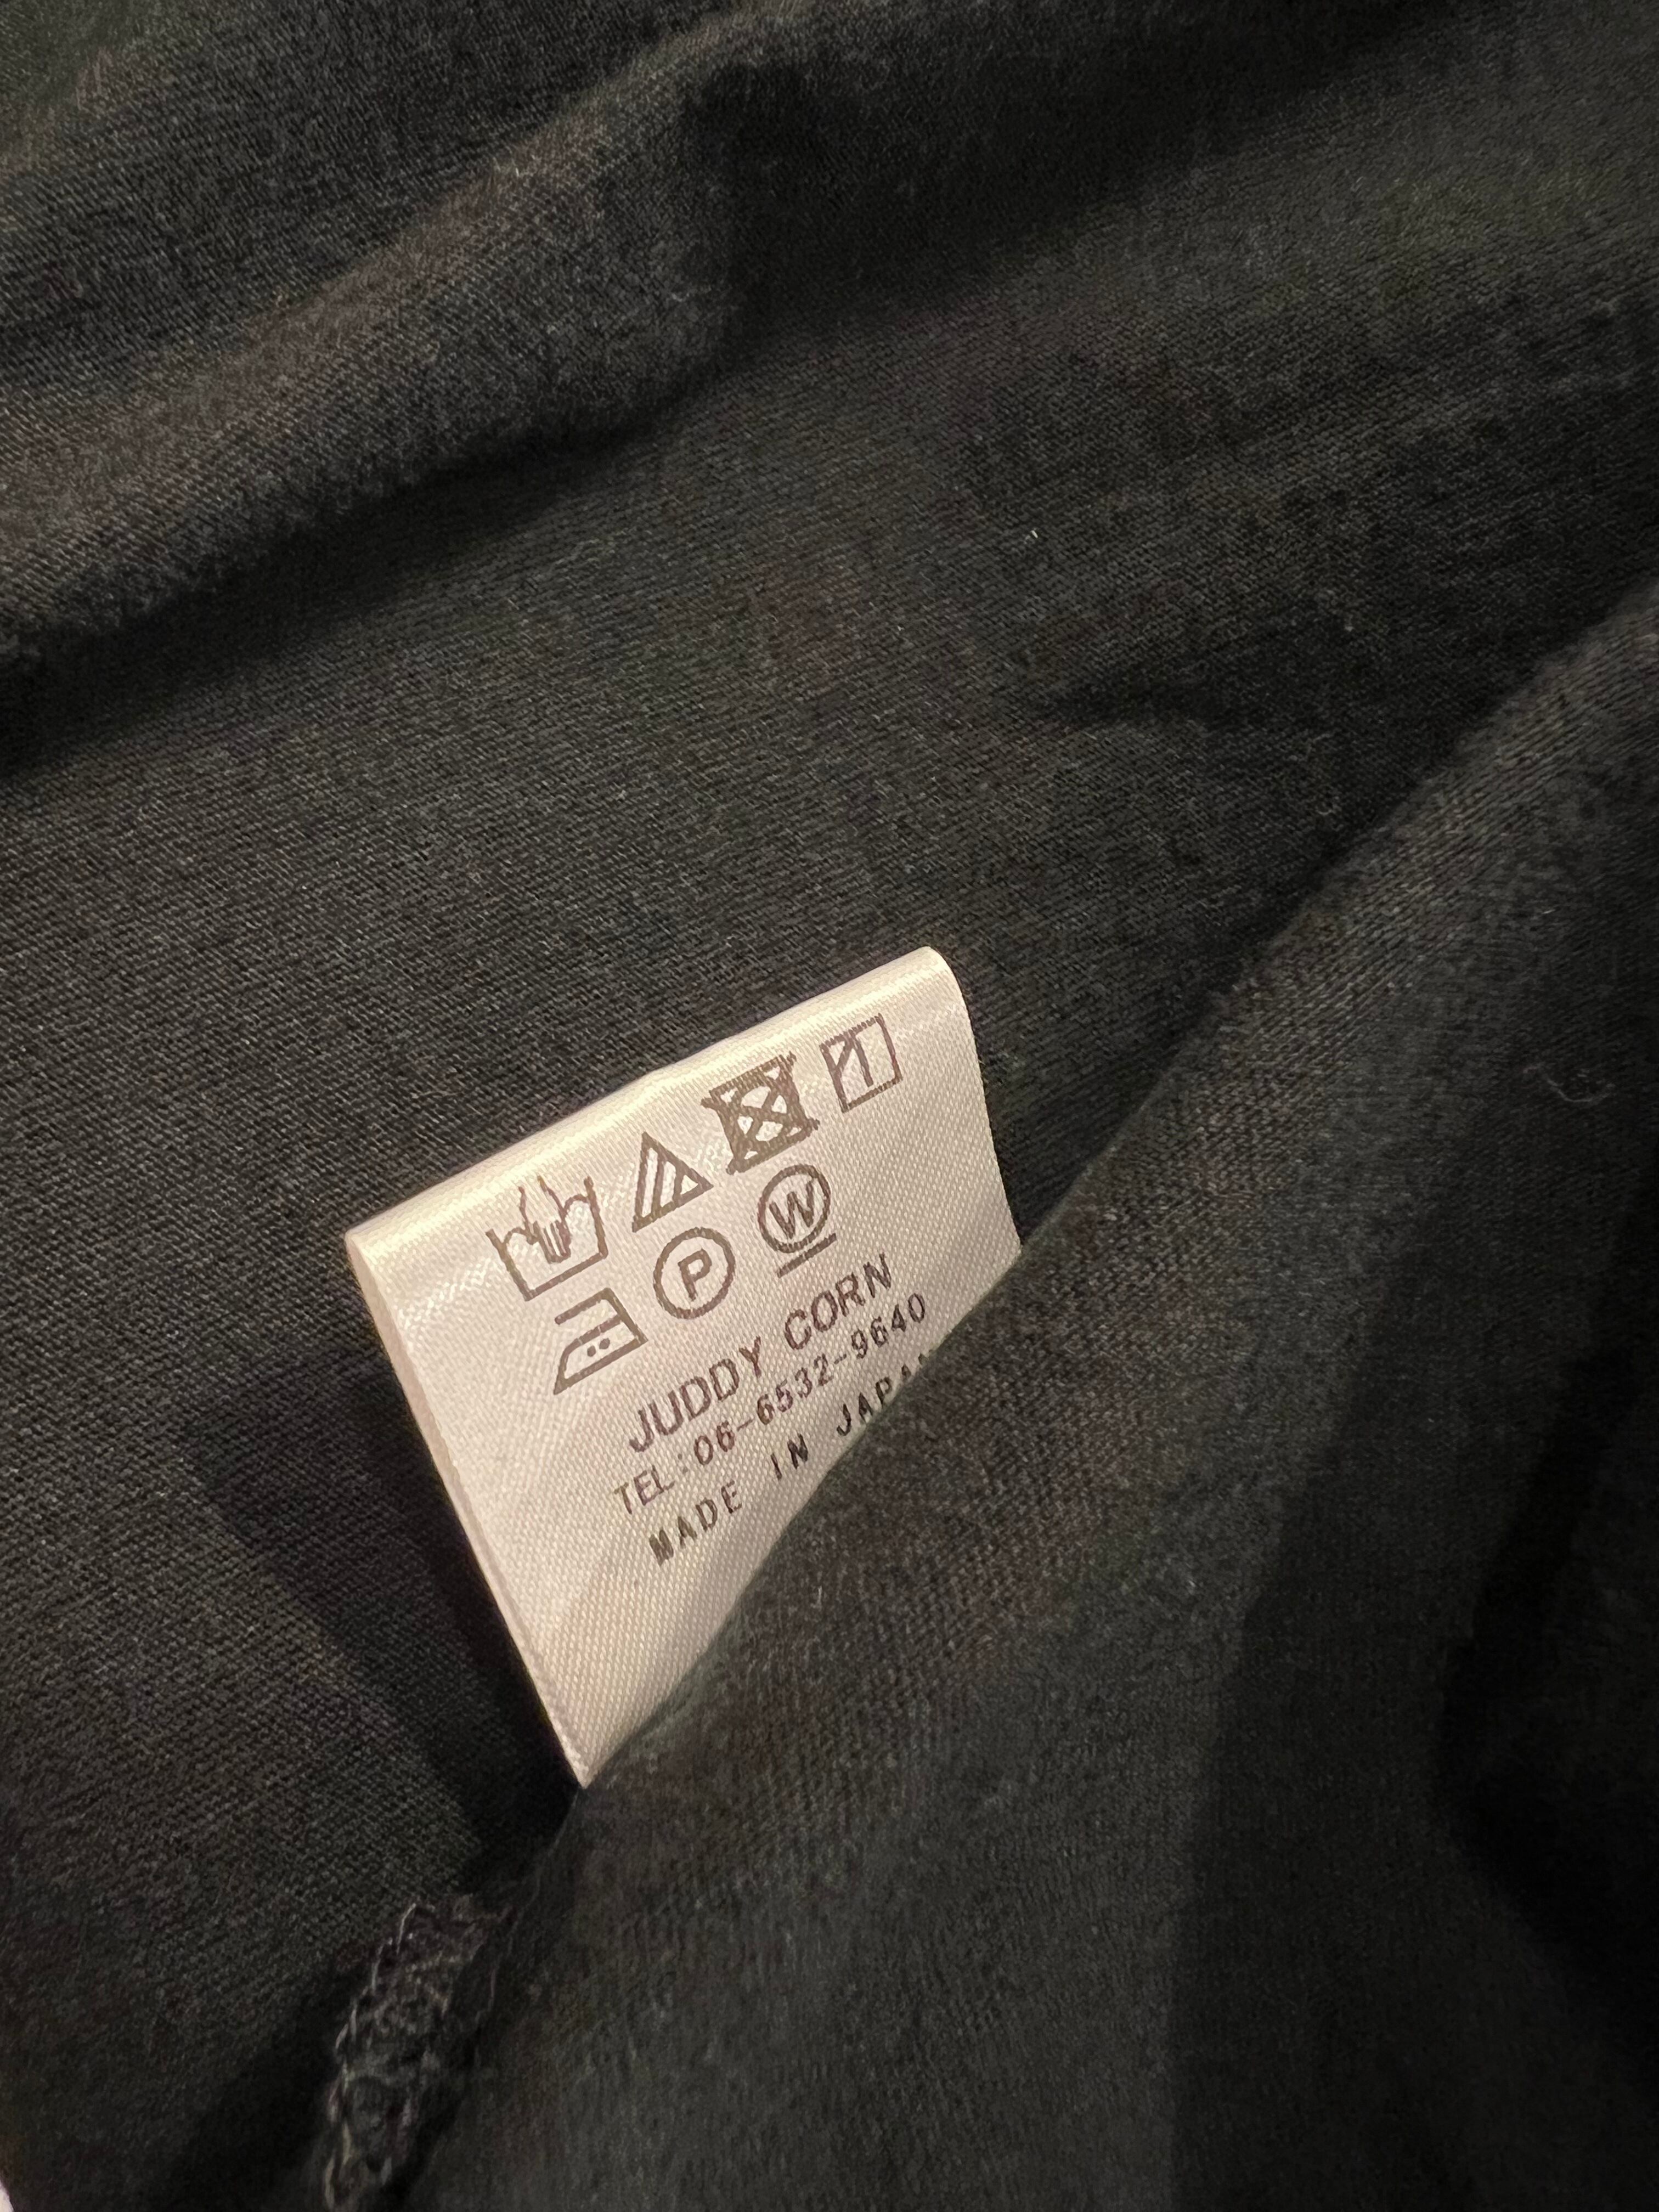 P W
JUDDY CORN
TEL:06-6532-9640
MADE IN JAPAN